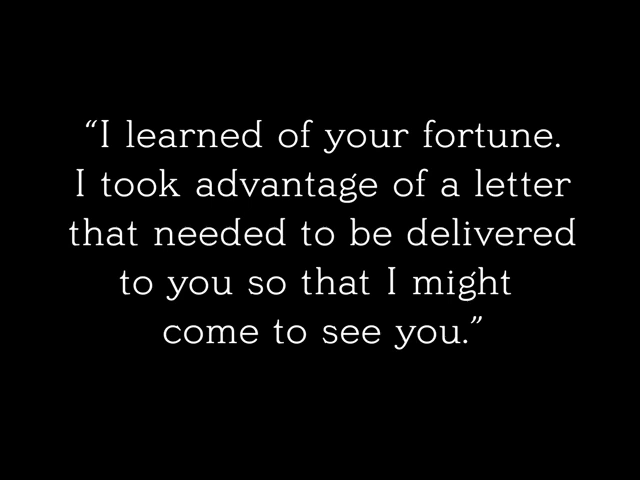 “I learned of your fortune.
I took advantage of a letter
that needed to be delivered
to you so that I might
come to see you.”